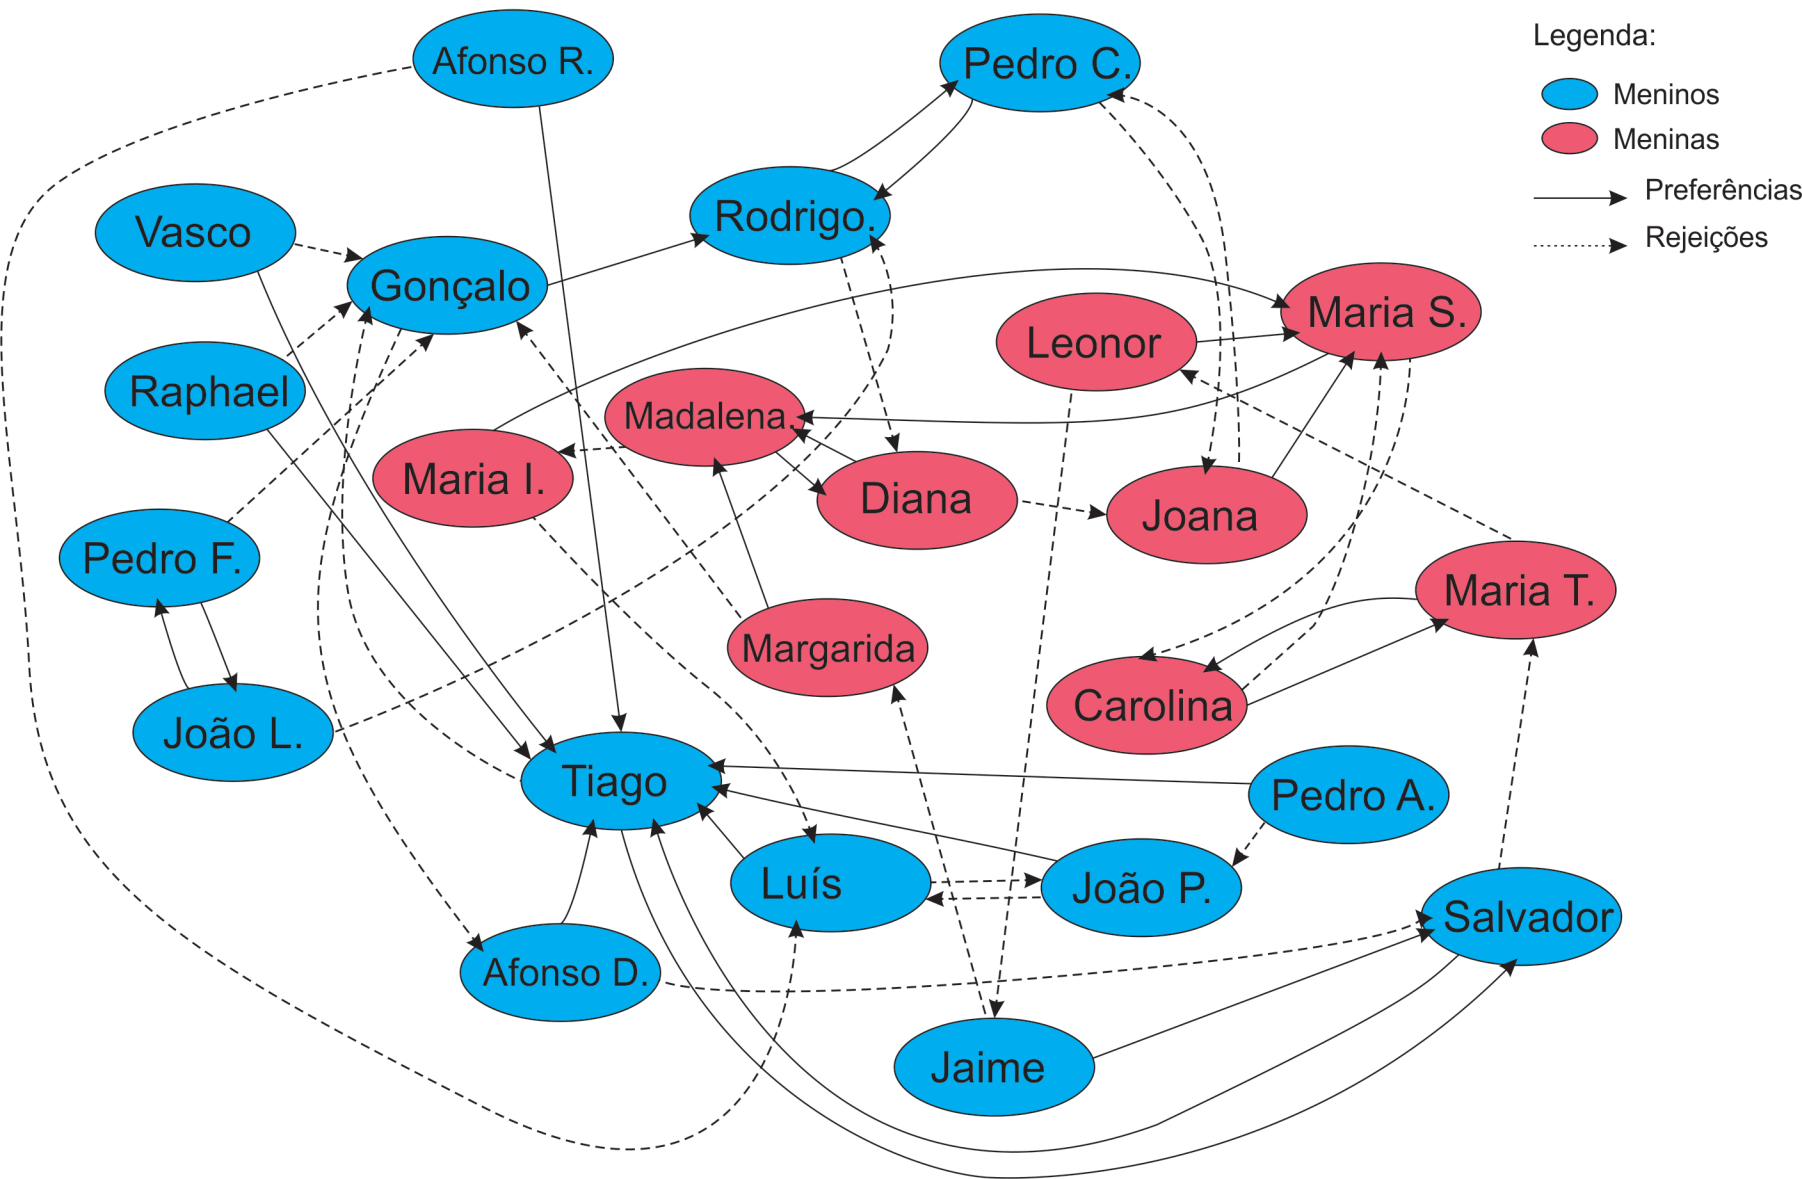 Afonso R.
Pedro C.
Legenda:
Meninos
Meninas
Preferências
Rejeições
Vasco
Rodrigo.
Gonçalo
Maria S.
Leonor
Raphael
Madalena.
Maria I.
Diana
Joana
Pedro F.
Maria T.
Margarida
Carolina
João L.
Tiago
Pedro A.
Luís
João P.
Salvador
Afonso D.
Jaime